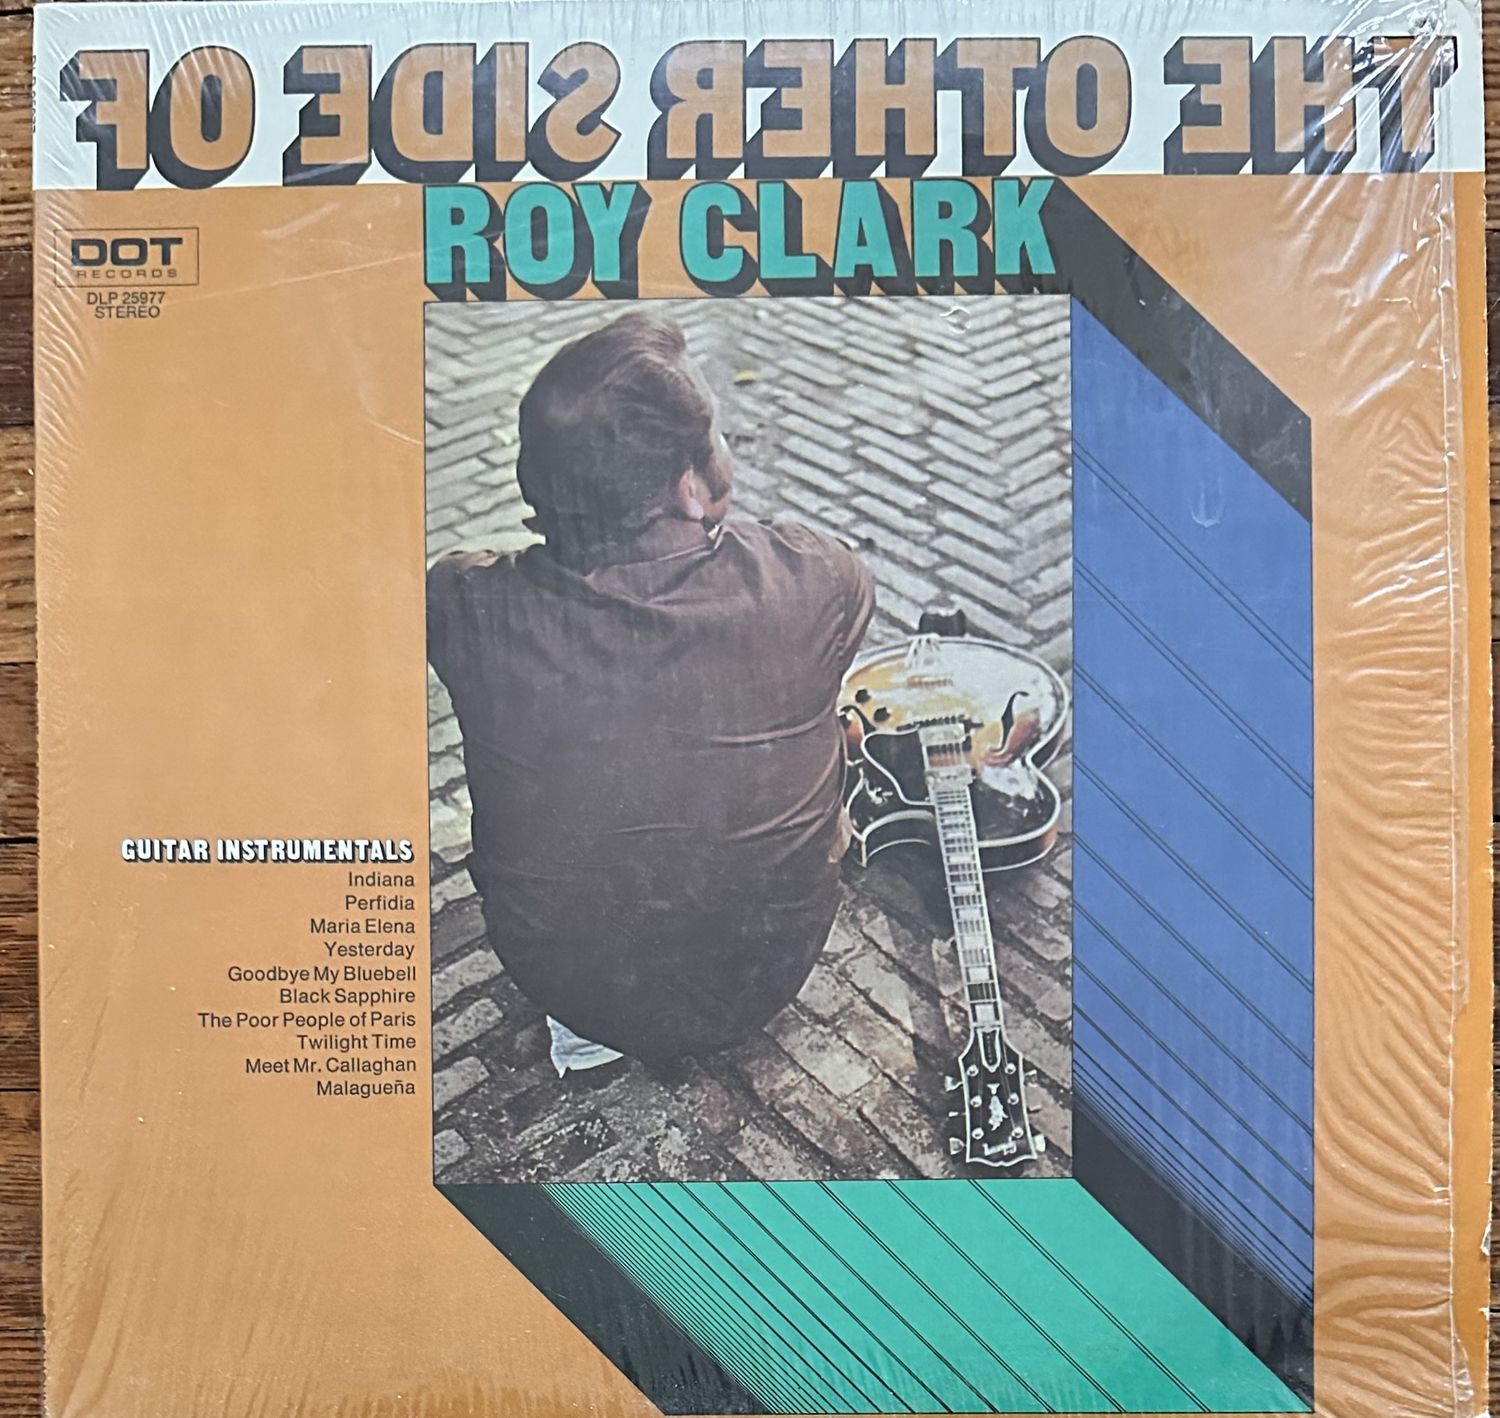 THE OTHER SIDE OF
ROY CLARK
DOT
RECORDS
DLP 25977
STEREO
GUITAR INSTRUMENTALS
Indiana
Perfidia
Maria Elena
Yesterday
Goodbye My Bluebell
Black Sapphire
The Poor People of Paris
Twilight Time
Meet Mr. Callaghan
Malagueña